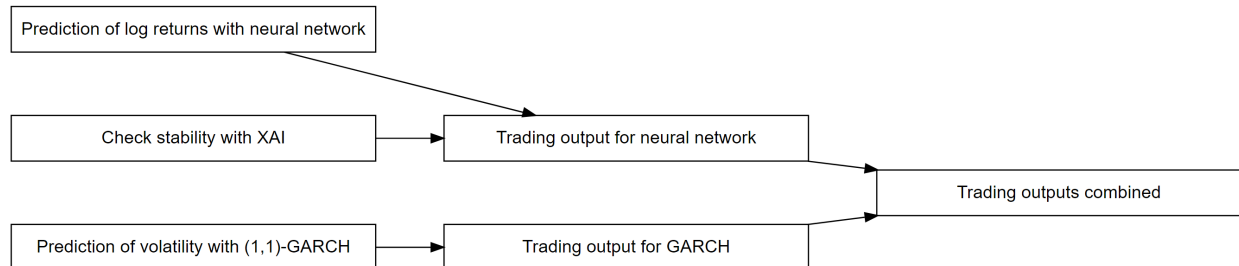 Prediction of log returns with neural network
Check stability with XAI
Trading output for neural network
Trading outputs combined
Prediction of volatility with (1,1)-GARCH
Trading output for GARCH